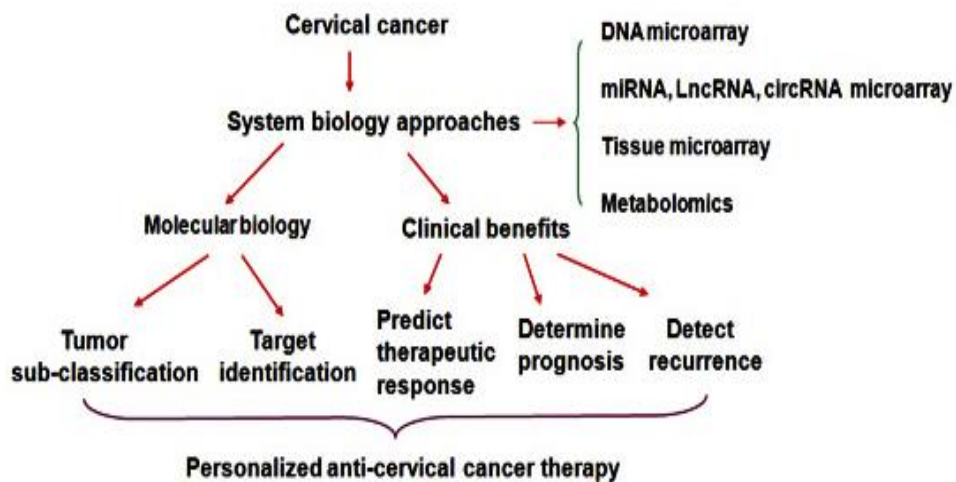 Cervical cancer
System biology approaches
DNA microarray
miRNA, LncRNA, circRNA microarray
Tissue microarray
Metabolomics
Molecular biology
Clinical benefits
Tumor
sub-classification
Target
identification
Predict
therapeutic
response
Determine
prognosis
Detect
recurrence
Personalized anti-cervical cancer therapy